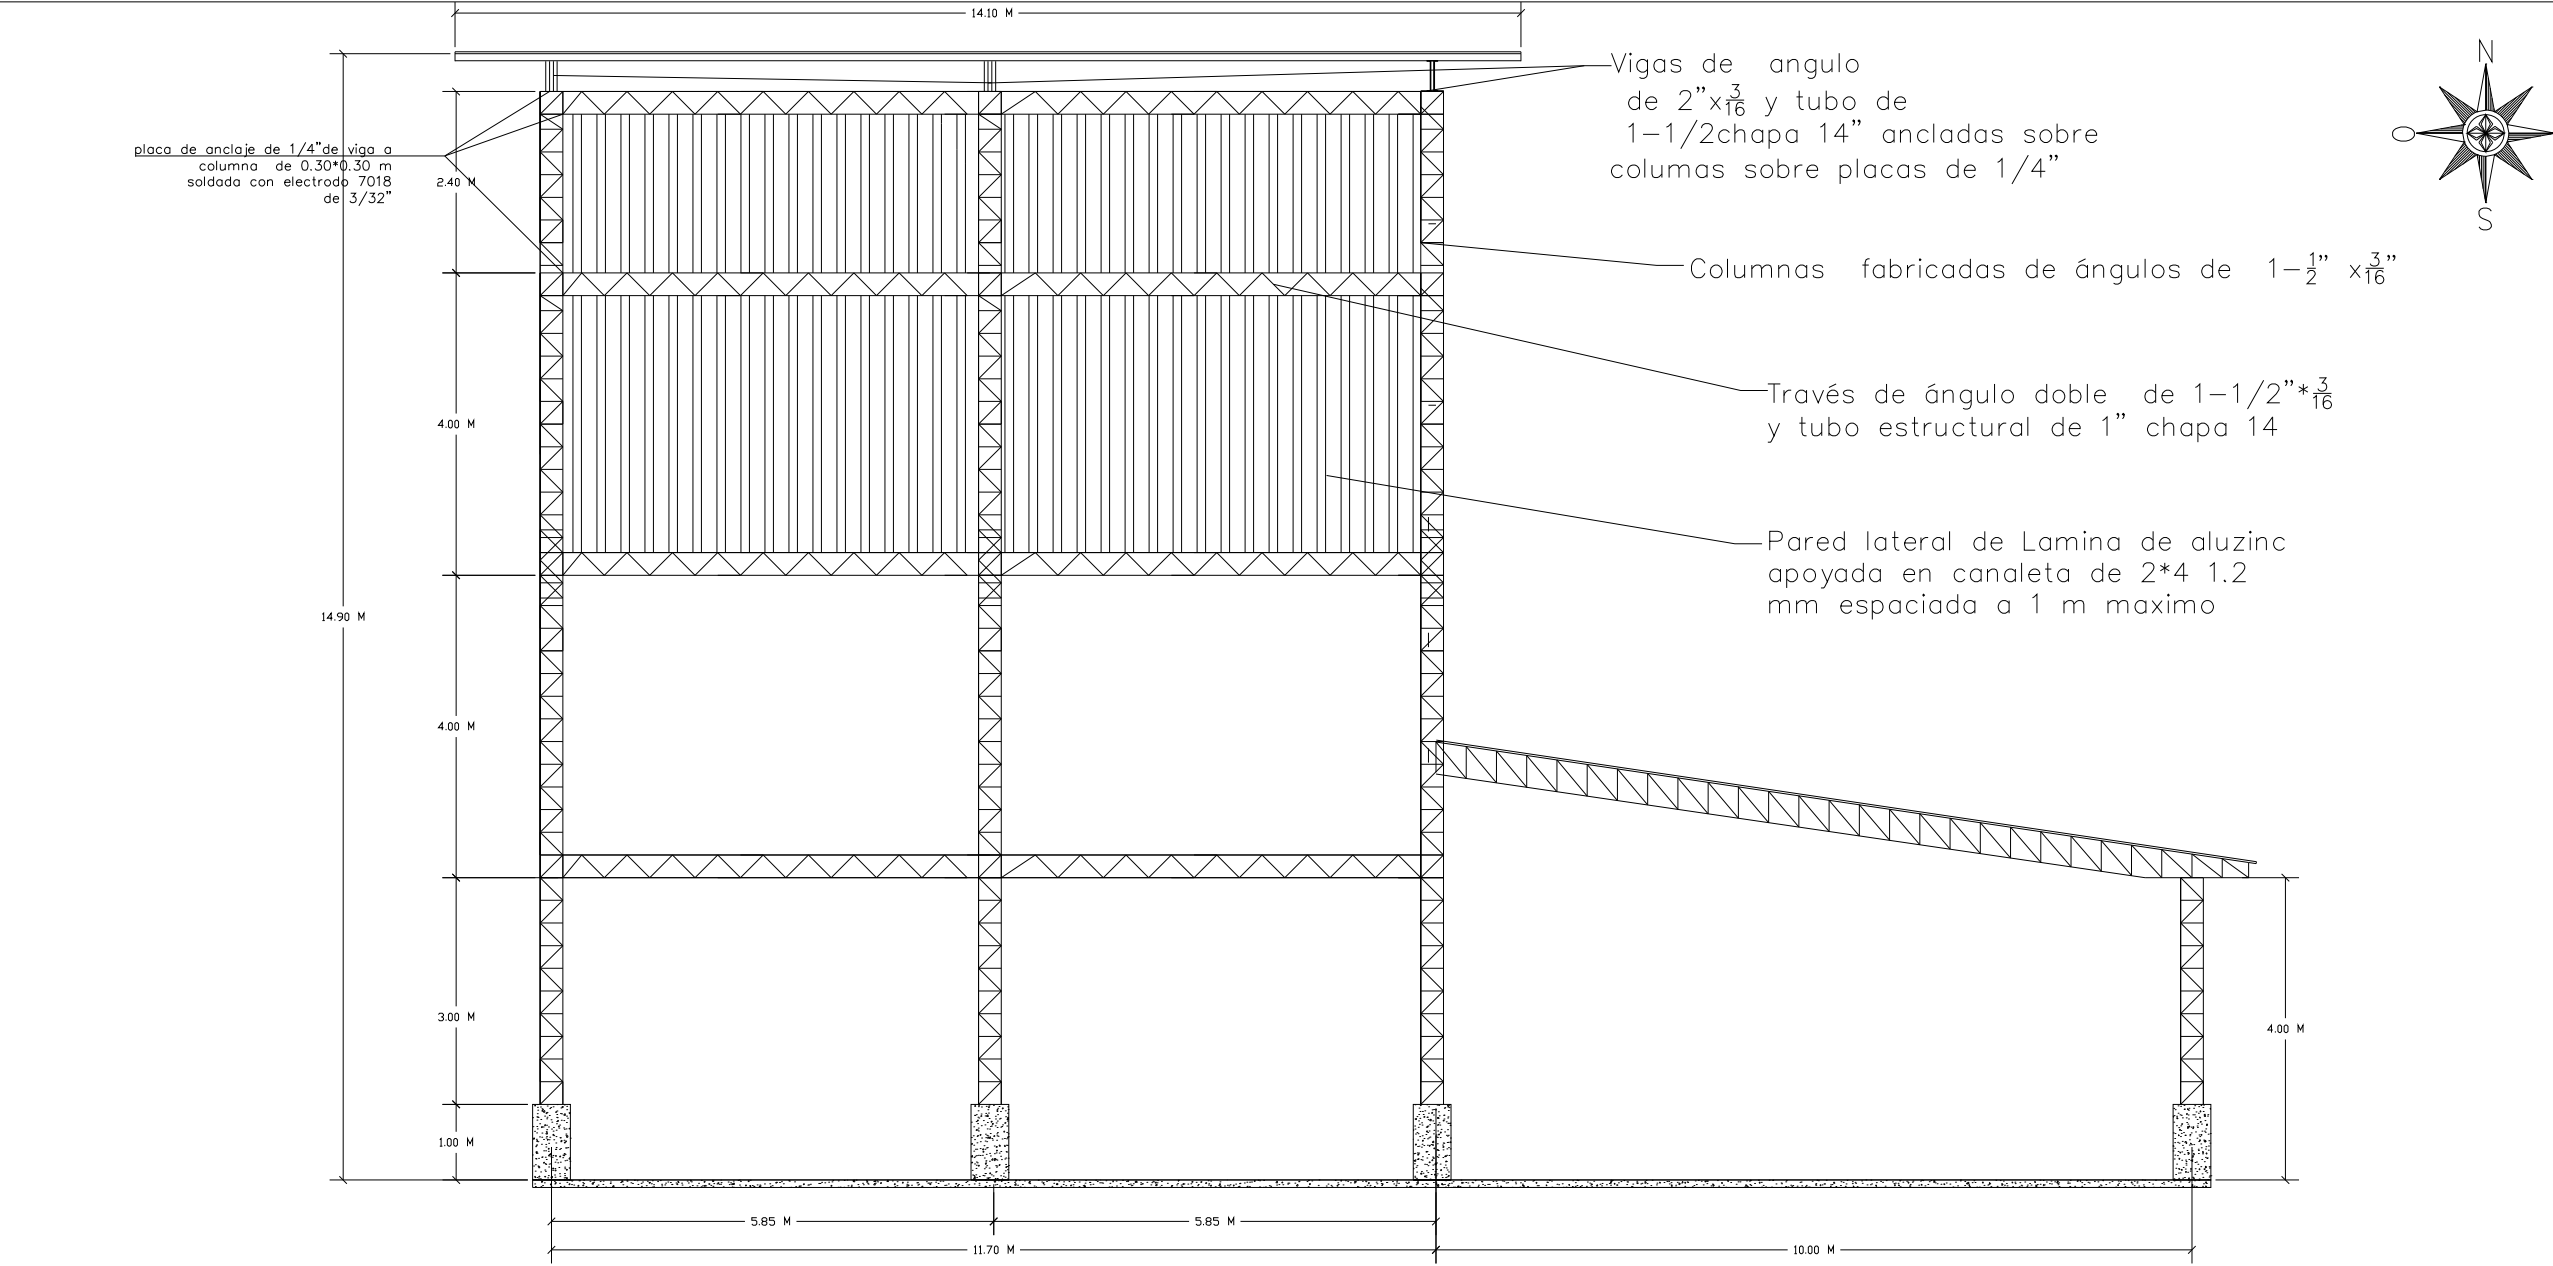 14.10 M
Vigas de angulo
de 2"x3/16 y tubo de
1-1/2chapa 14" ancladas sobre
columas sobre placas de 1/4"
N
O
S
placa de anclaje de 1/4"de viga a
columna de 0.30*0.30 m
soldada con electrodo 7018
de 3/32"
2.40 M
Columnas fabricadas de ángulos de 1-1/2" x3/16"
Través de ángulo doble de 1-1/2"*3/16
y tubo estructural de 1" chapa 14
4.00 M
Pared lateral de Lamina de aluzinc
apoyada en canaleta de 2*4 1.2
mm espaciada a 1 m maximo
14.90 M
4.00 M
3.00 M
4.00 M
1.00 M
5.85 M
5.85 M
11.70 M
10.00 M